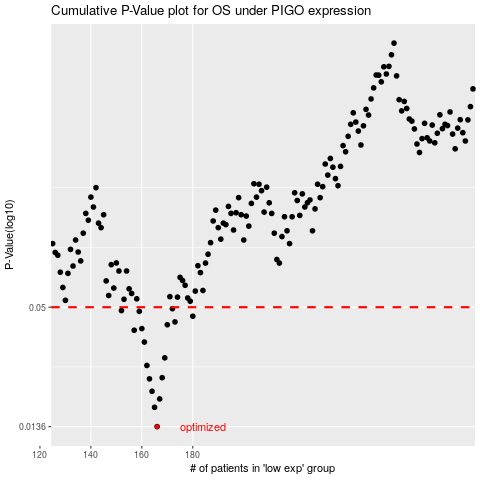 Cumulative P-Value plot for OS under PIGO expression
P-Value(log10)
0.05
0.0136
optimized
120 140 160 180
# of patients in 'low exp' group